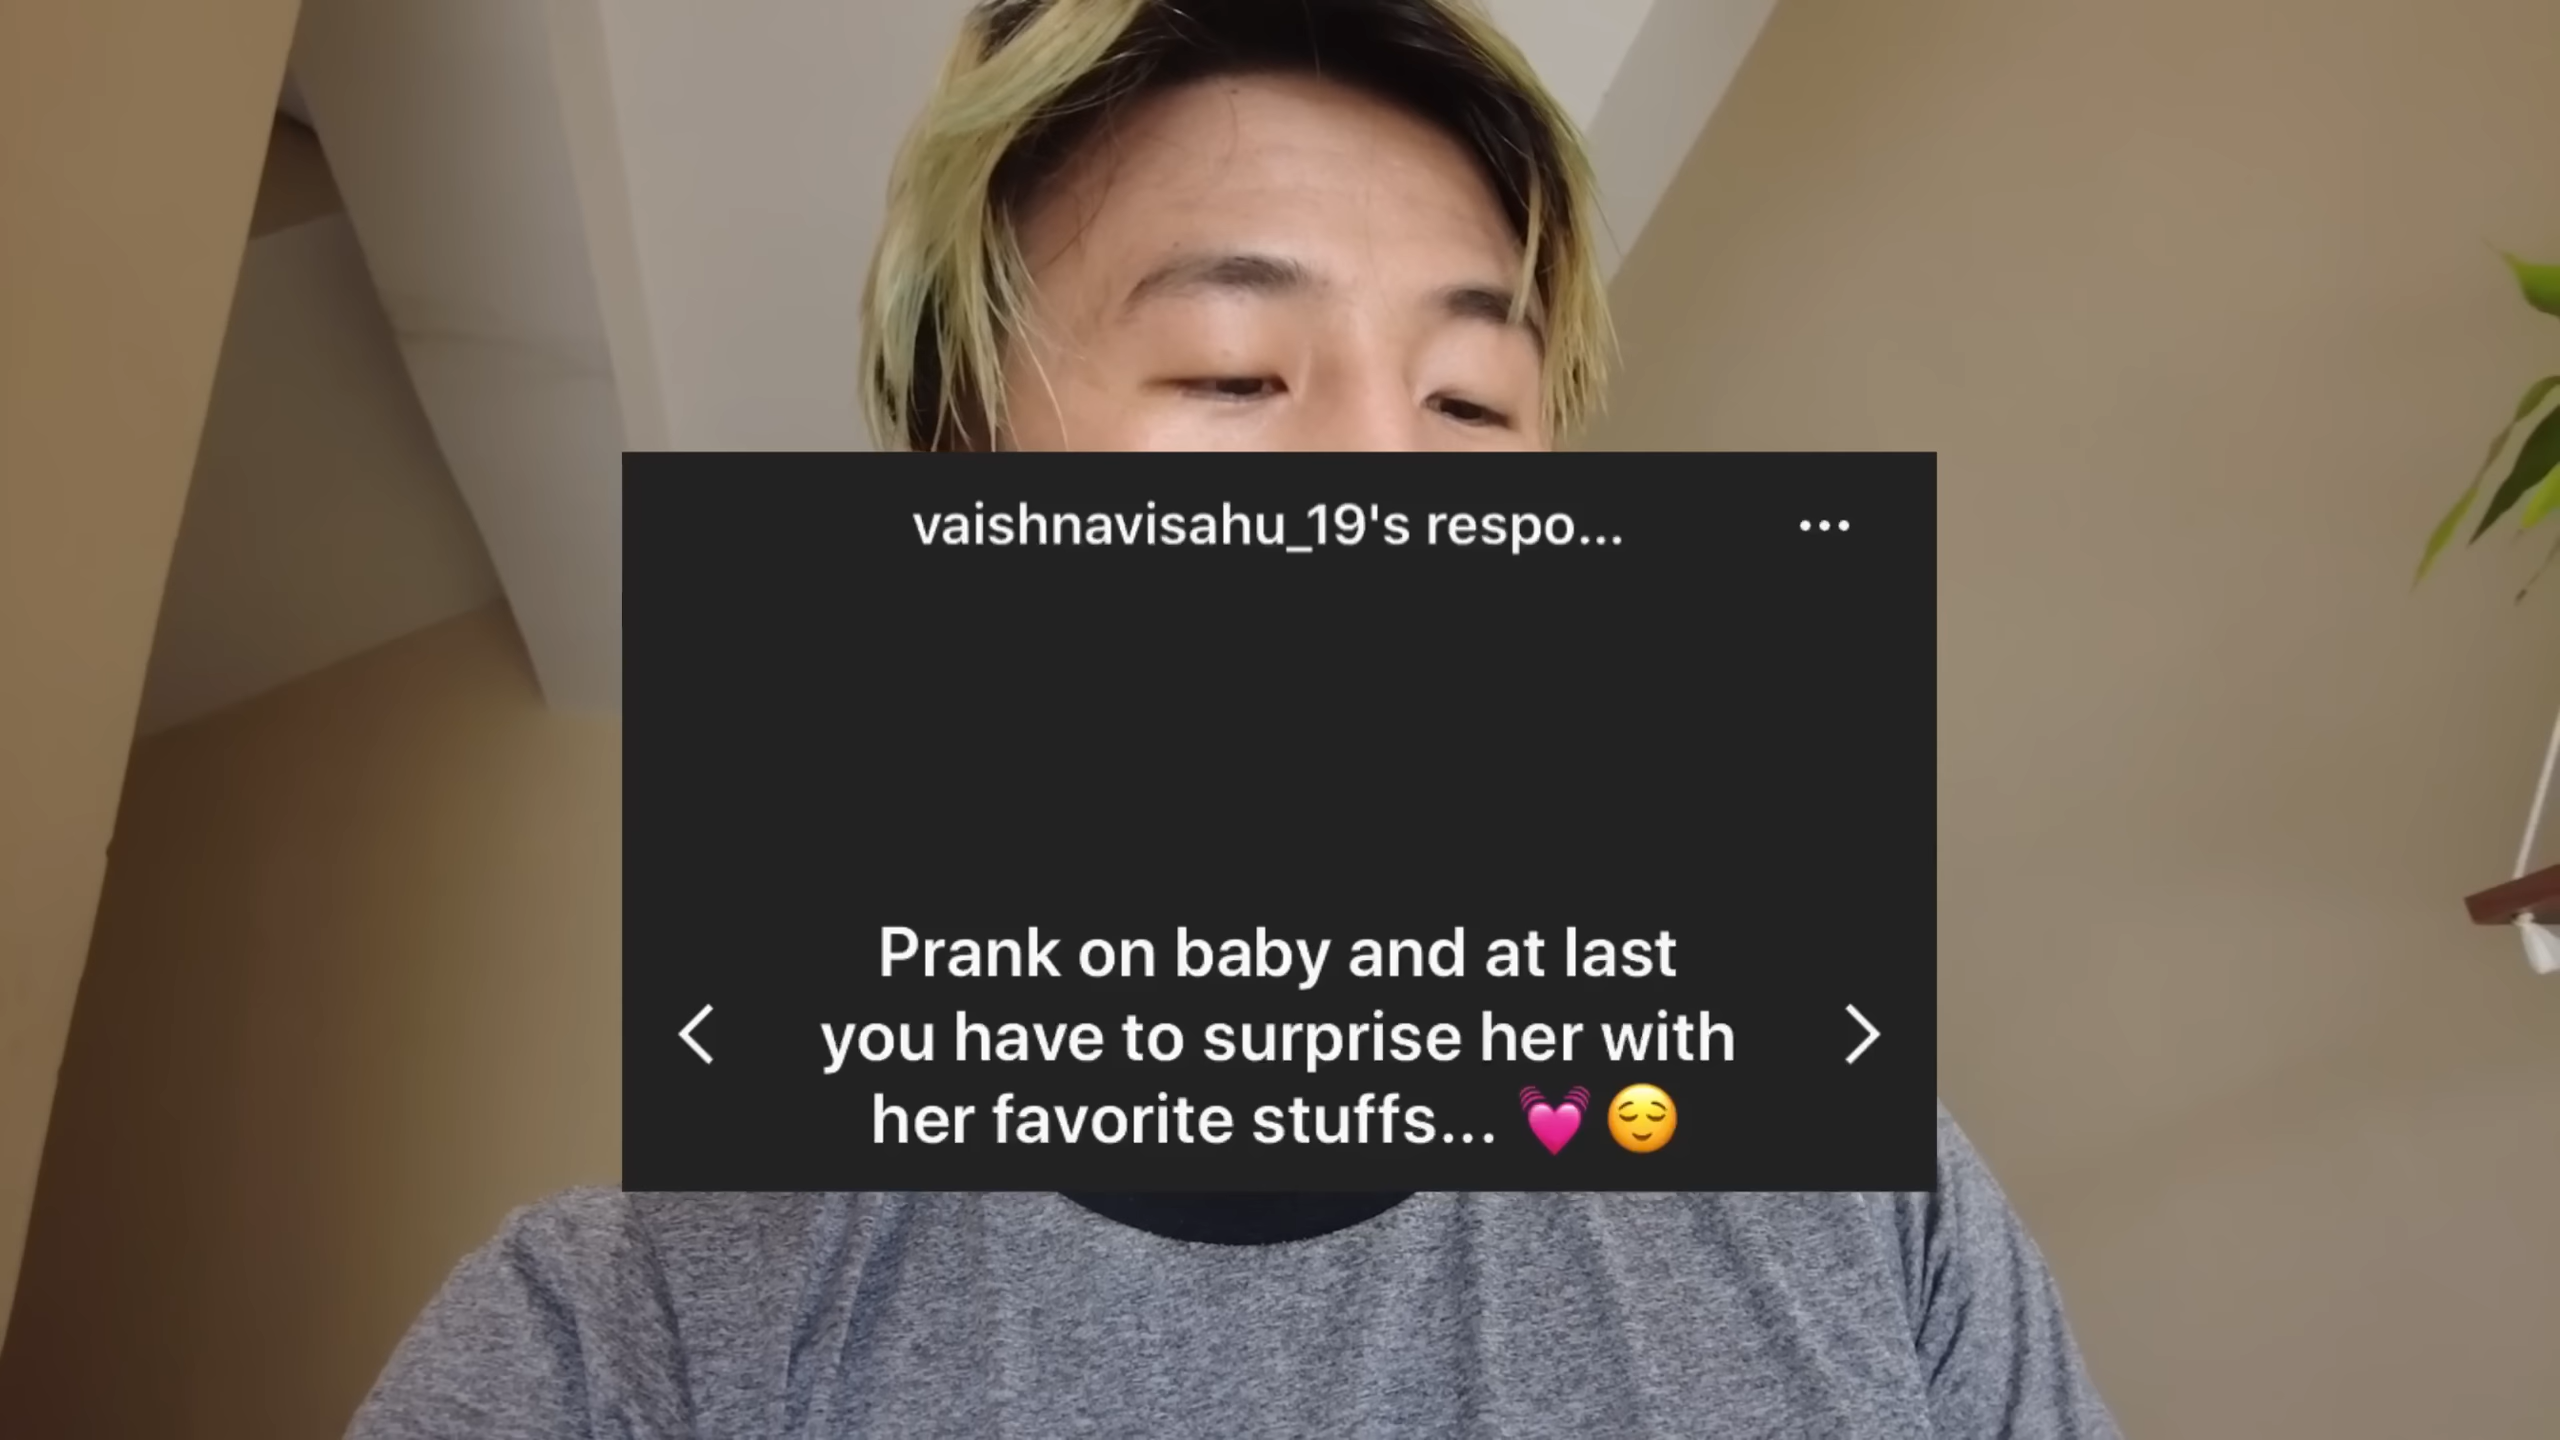 vaishnavisahu_19's respo...
Prank on baby and at last
you have to surprise her with
her favorite stuffs... 💓😌